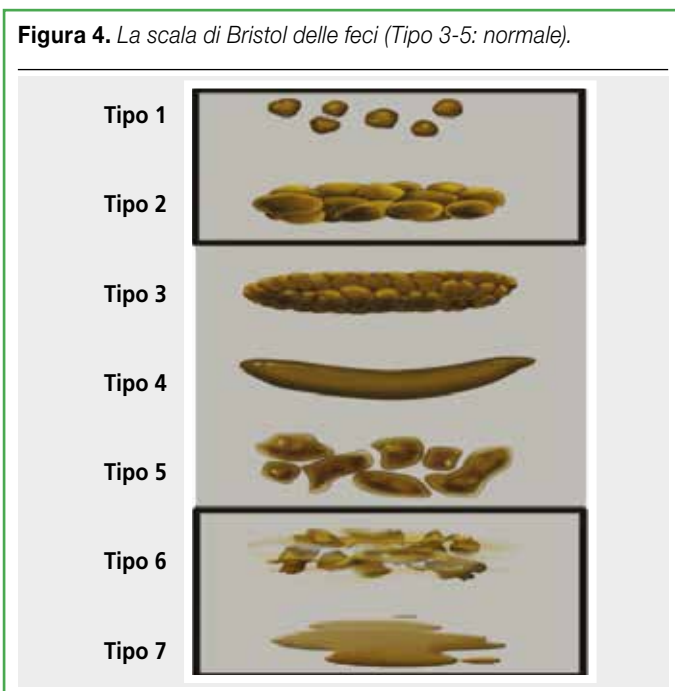 Figura 4. La scala di Bristol delle feci (Tipo 3-5: normale).
Tipo 1
Tipo 2
Tipo 3
Tipo 4
Tipo 5
Tipo 6
Tipo 7